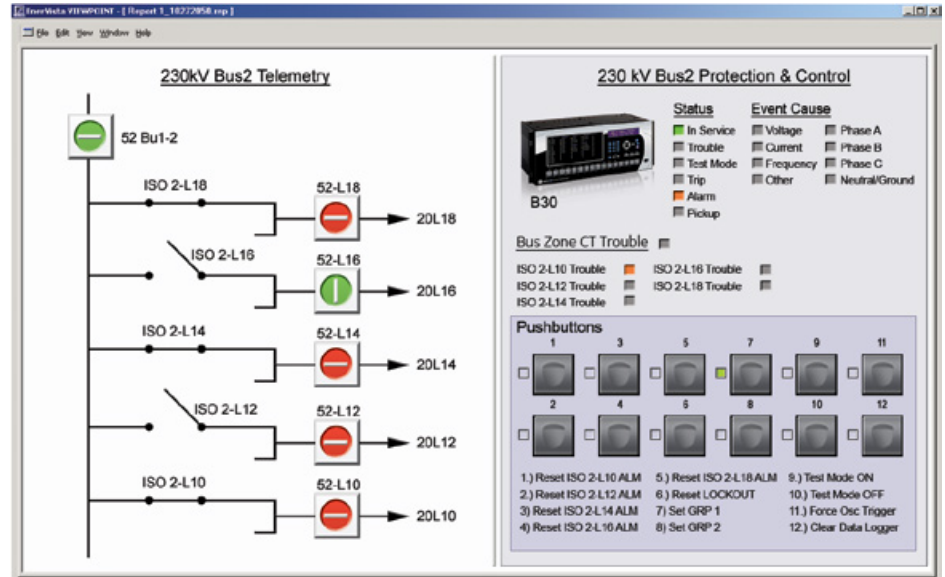 EnerVista VIEWPOINT - [ Report 1_10272050.rep ]
File Edit View Window Help
230kV Bus2 Telemetry
52 Bu1-2
ISO 2-L18
52-L18
20L18
ISO 2-L16
52-L16
20L16
ISO 2-L14
52-L14
20L14
ISO 2-L12
52-L12
20L12
ISO 2-L10
52-L10
20L10
230 kV Bus2 Protection & Control
B30
Status
In Service
Trouble
Test Mode
Trip
Alarm
Pickup
Event Cause
Voltage
Current
Frequency
Other
Phase A
Phase B
Phase C
Neutral/Ground
Bus Zone CT Trouble
ISO 2-L10 Trouble
ISO 2-L12 Trouble
ISO 2-L14 Trouble
ISO 2-L16 Trouble
ISO 2-L18 Trouble
Pushbuttons
1 3 5 7 9 11
2 4 6 8 10 12
1.) Reset ISO 2-L10 ALM
2.) Reset ISO 2-L12 ALM
3) Reset ISO 2-L14 ALM
4) Reset ISO 2-L16 ALM
5.) Reset ISO 2-L18 ALM
6.) Reset LOCKOUT
7) Set GRP 1
8) Set GRP 2
9.) Test Mode ON
10.) Test Mode OFF
11.) Force Osc Trigger
12.) Clear Data Logger